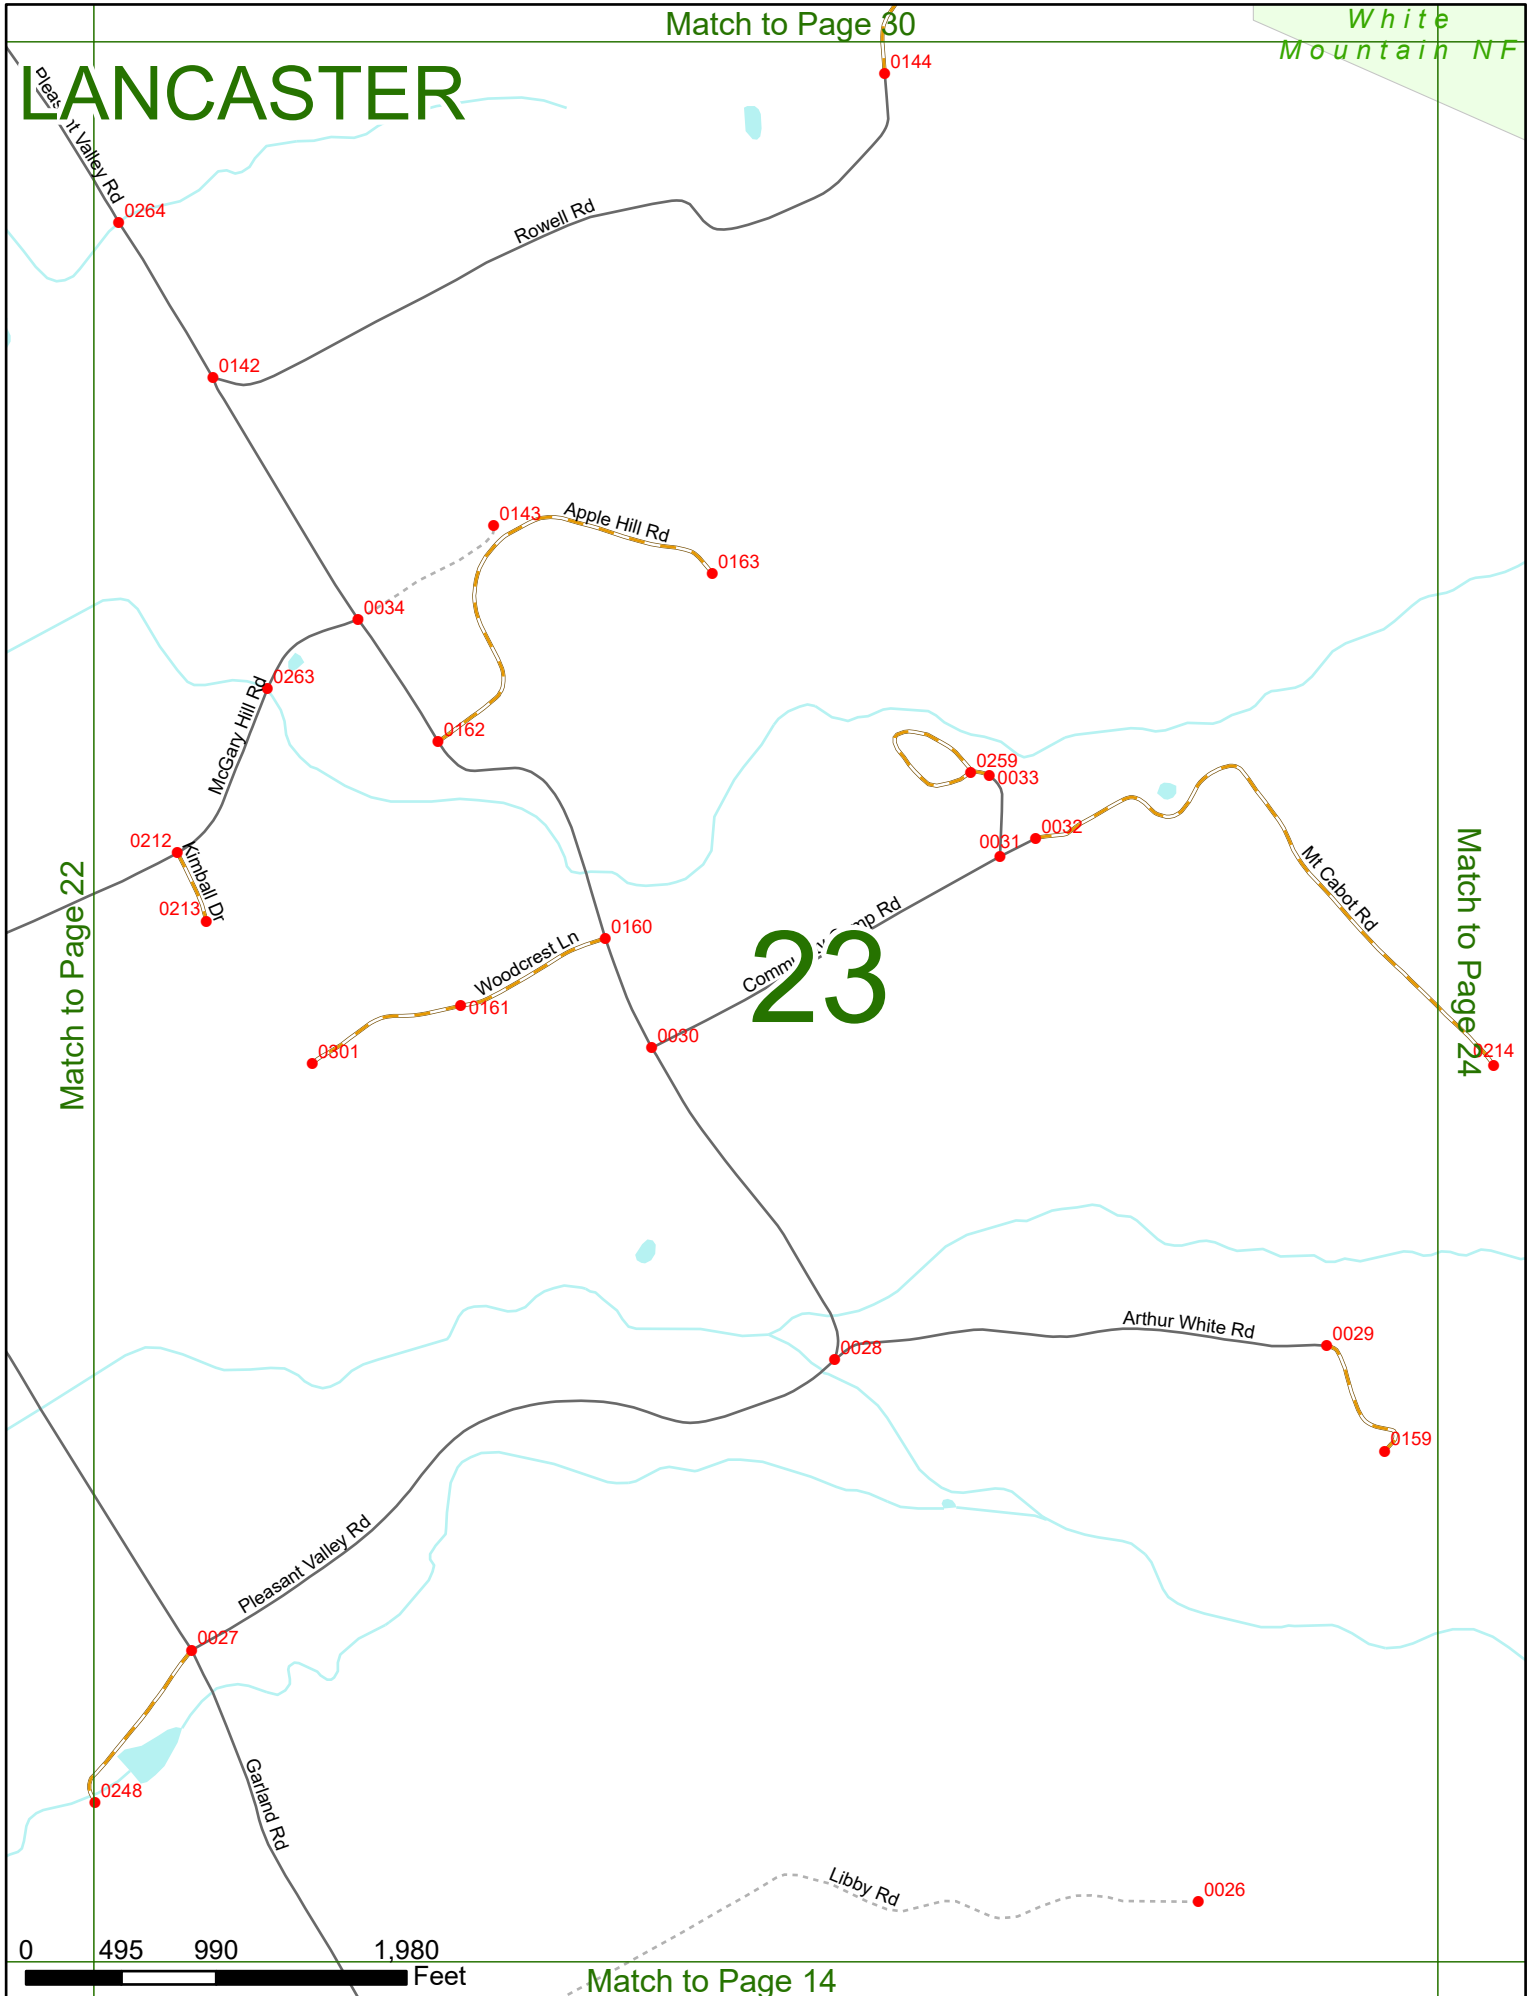 Match to Page 30
White
Mountain NF
LANCASTER
0144
Valley Rd
0264
Rowell Rd
0142
0143
Apple Hill Rd
0163
0034
0263
McGary Hill Rd
0162
0259
0033
0032
0031
0212
Kimball Dr
0213
Mt Cabot Rd
Match to Page 22
Match to Page 24
0160
Woodcrest Ln
0161
0301
Rd
23
0030
0214
Arthur White Rd
0028
0029
0159
Pleasant Valley Rd
0027
0248
Garland Rd
Libby Rd
0026
0 495 990 1,980
Feet
Match to Page 14